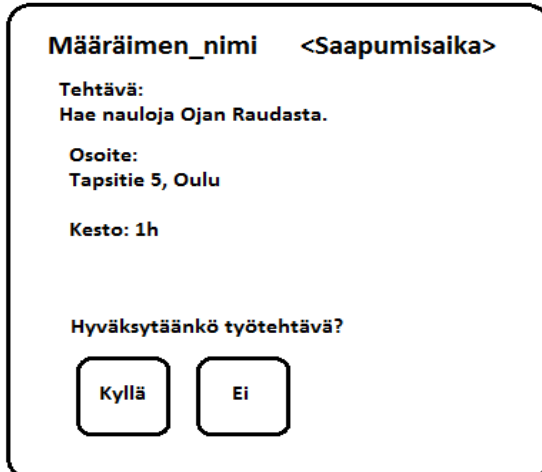 Määräimen_nimi <Saapumisaika>
Tehtävä:
Hae nauloja Ojan Raudasta.
Osoite:
Tapsitie 5, Oulu
Kesto: 1h
Hyväksytäänkö työtehtävä?
Kyllä Ei